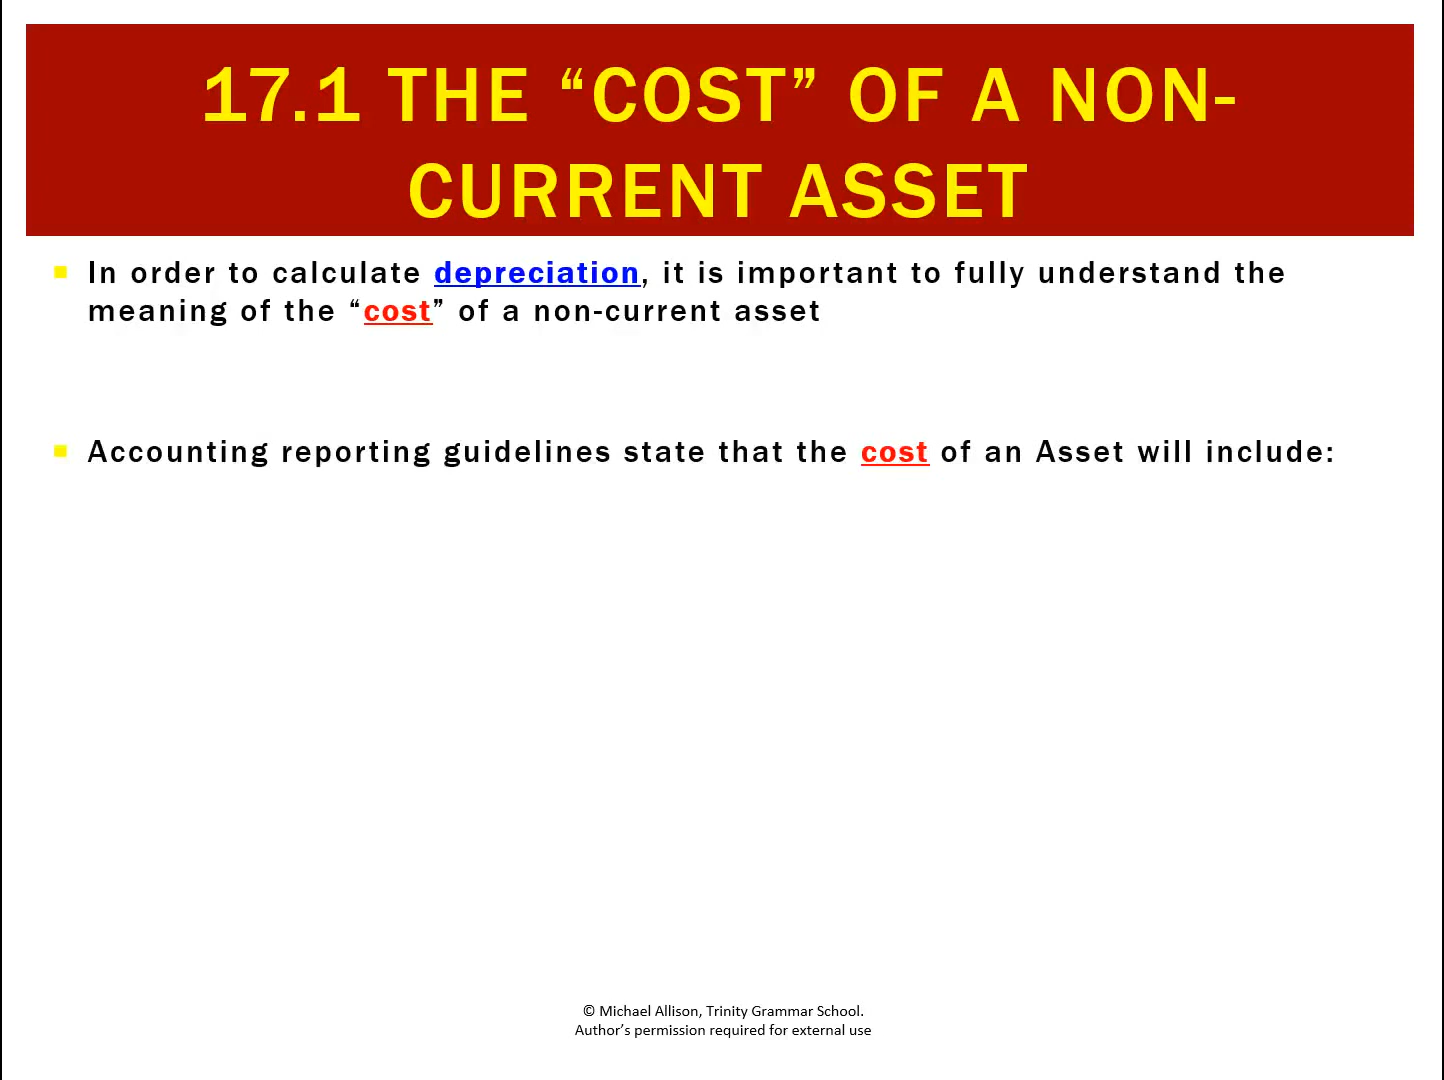 17.1 THE “COST” OF A NON-
CURRENT ASSET
In order to calculate depreciation, it is important to fully understand the
meaning of the “cost” of a non-current asset
Accounting reporting guidelines state that the cost of an Asset will include:
© Michael Allison, Trinity Grammar School.
Author’s permission required for external use